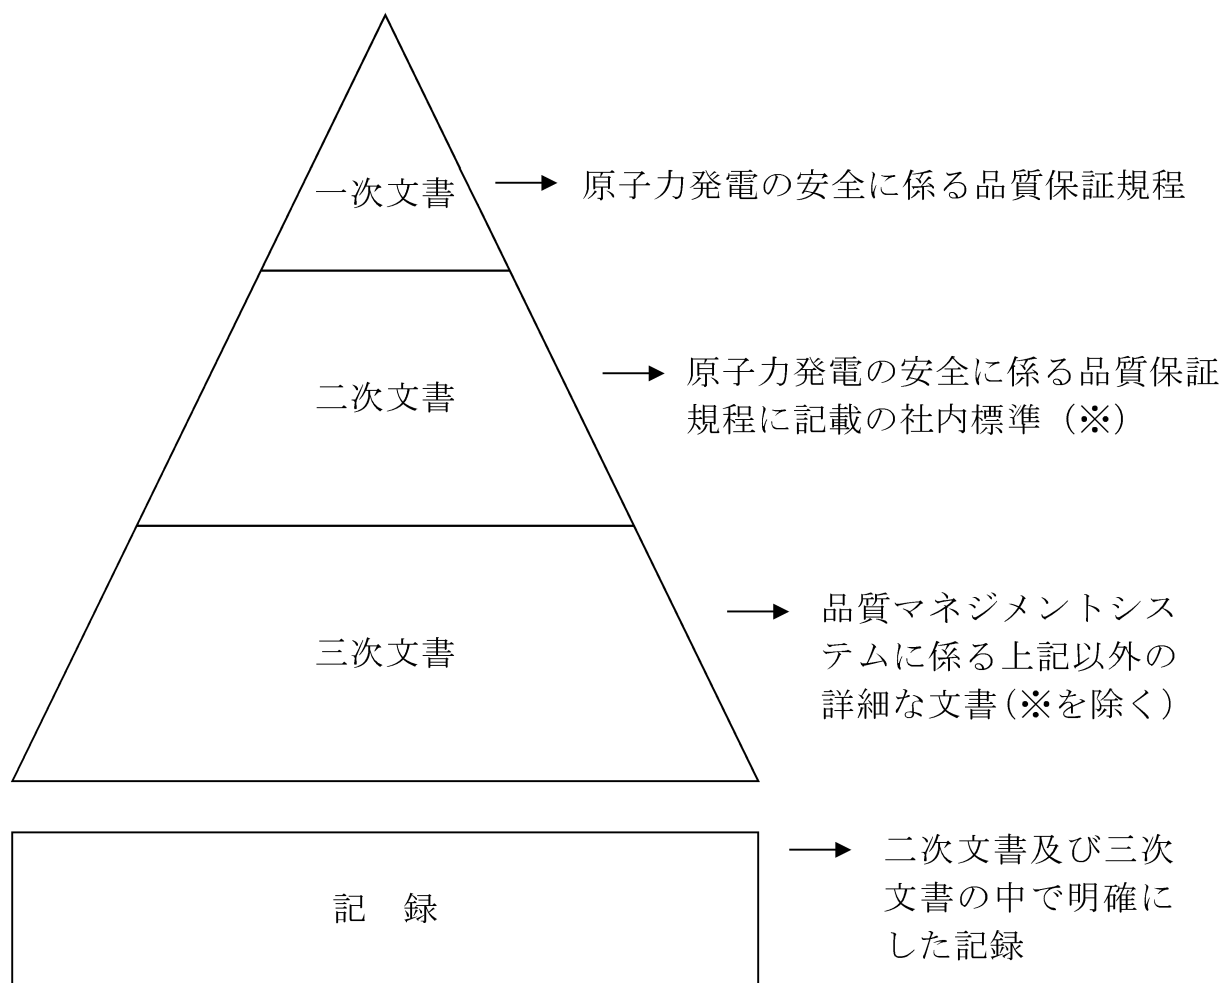 一次文書
原子力発電の安全に係る品質保証規程
二次文書
原子力発電の安全に係る品質保証
規程に記載の社内標準（※）
三次文書
品質マネジメントシス
テムに係る上記以外の
詳細な文書（※を除く）
記　録
二次文書及び三次
文書の中で明確に
した記録